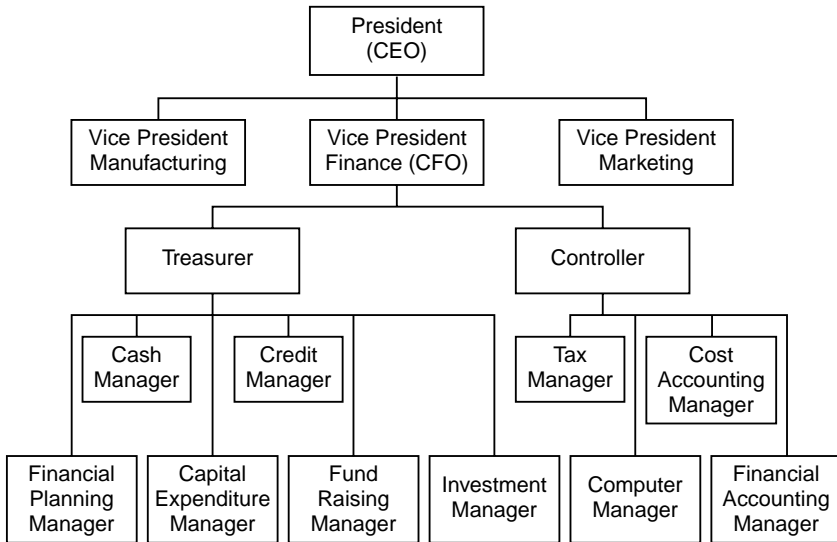 President
(CEO)
Vice President
Manufacturing
Vice President
Finance (CFO)
Vice President
Marketing
Treasurer
Controller
Cash
Manager
Credit
Manager
Tax
Manager
Cost
Accounting
Manager
Financial
Planning
Manager
Capital
Expenditure
Manager
Fund
Raising
Manager
Investment
Manager
Computer
Manager
Financial
Accounting
Manager